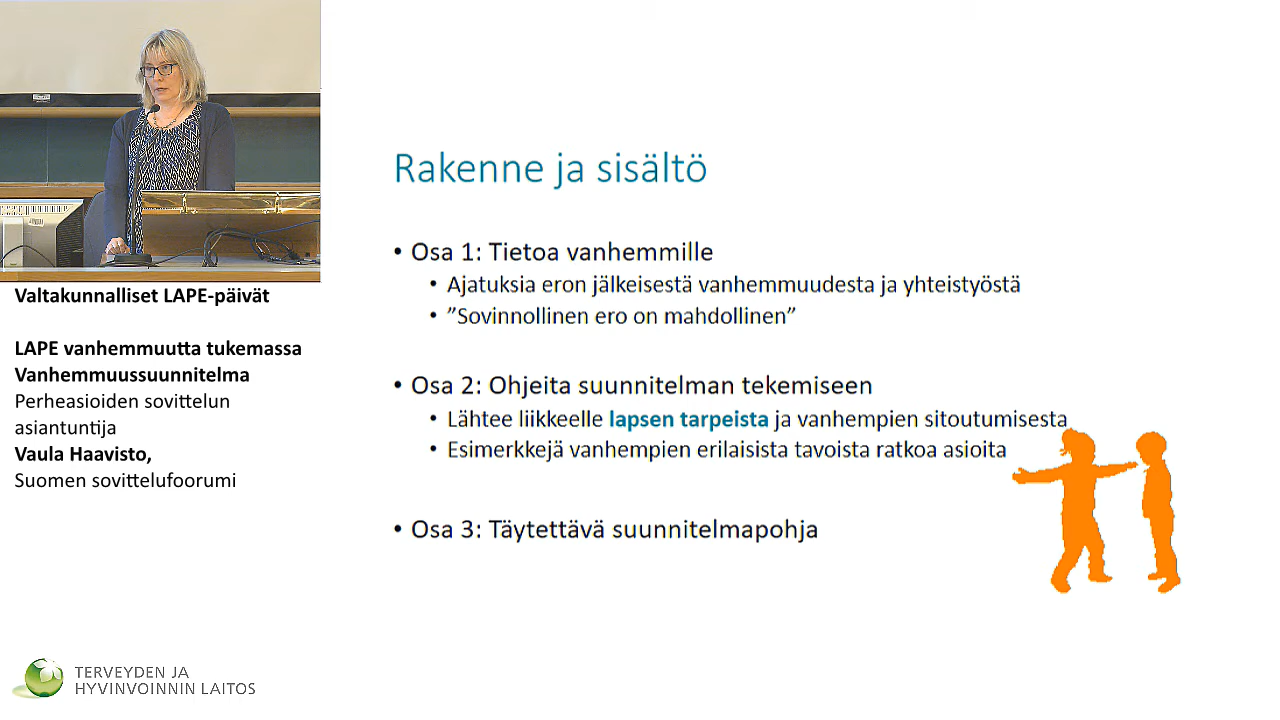 Valtakunnalliset LAPE-päivät
LAPE vanhemmuutta tukemassa
Vanhemmuussuunnitelma
Perheasioiden sovittelun
asiantuntija
Vaula Haavisto,
Suomen sovittelufoorumi
Rakenne ja sisältö
• Osa 1: Tietoa vanhemmille
• Ajatuksia eron jälkeisestä vanhemmuudesta ja yhteistyöstä
• ”Sovinnollinen ero on mahdollinen”
• Osa 2: Ohjeita suunnitelman tekemiseen
• Lähtee liikkeelle lapsen tarpeista ja vanhempien sitoutumisesta
• Esimerkkejä vanhempien erilaisista tavoista ratkoa asioita
• Osa 3: Täytettävä suunnitelmapohja
TERVEYDEN JA
HYVINVOINNIN LAITOS